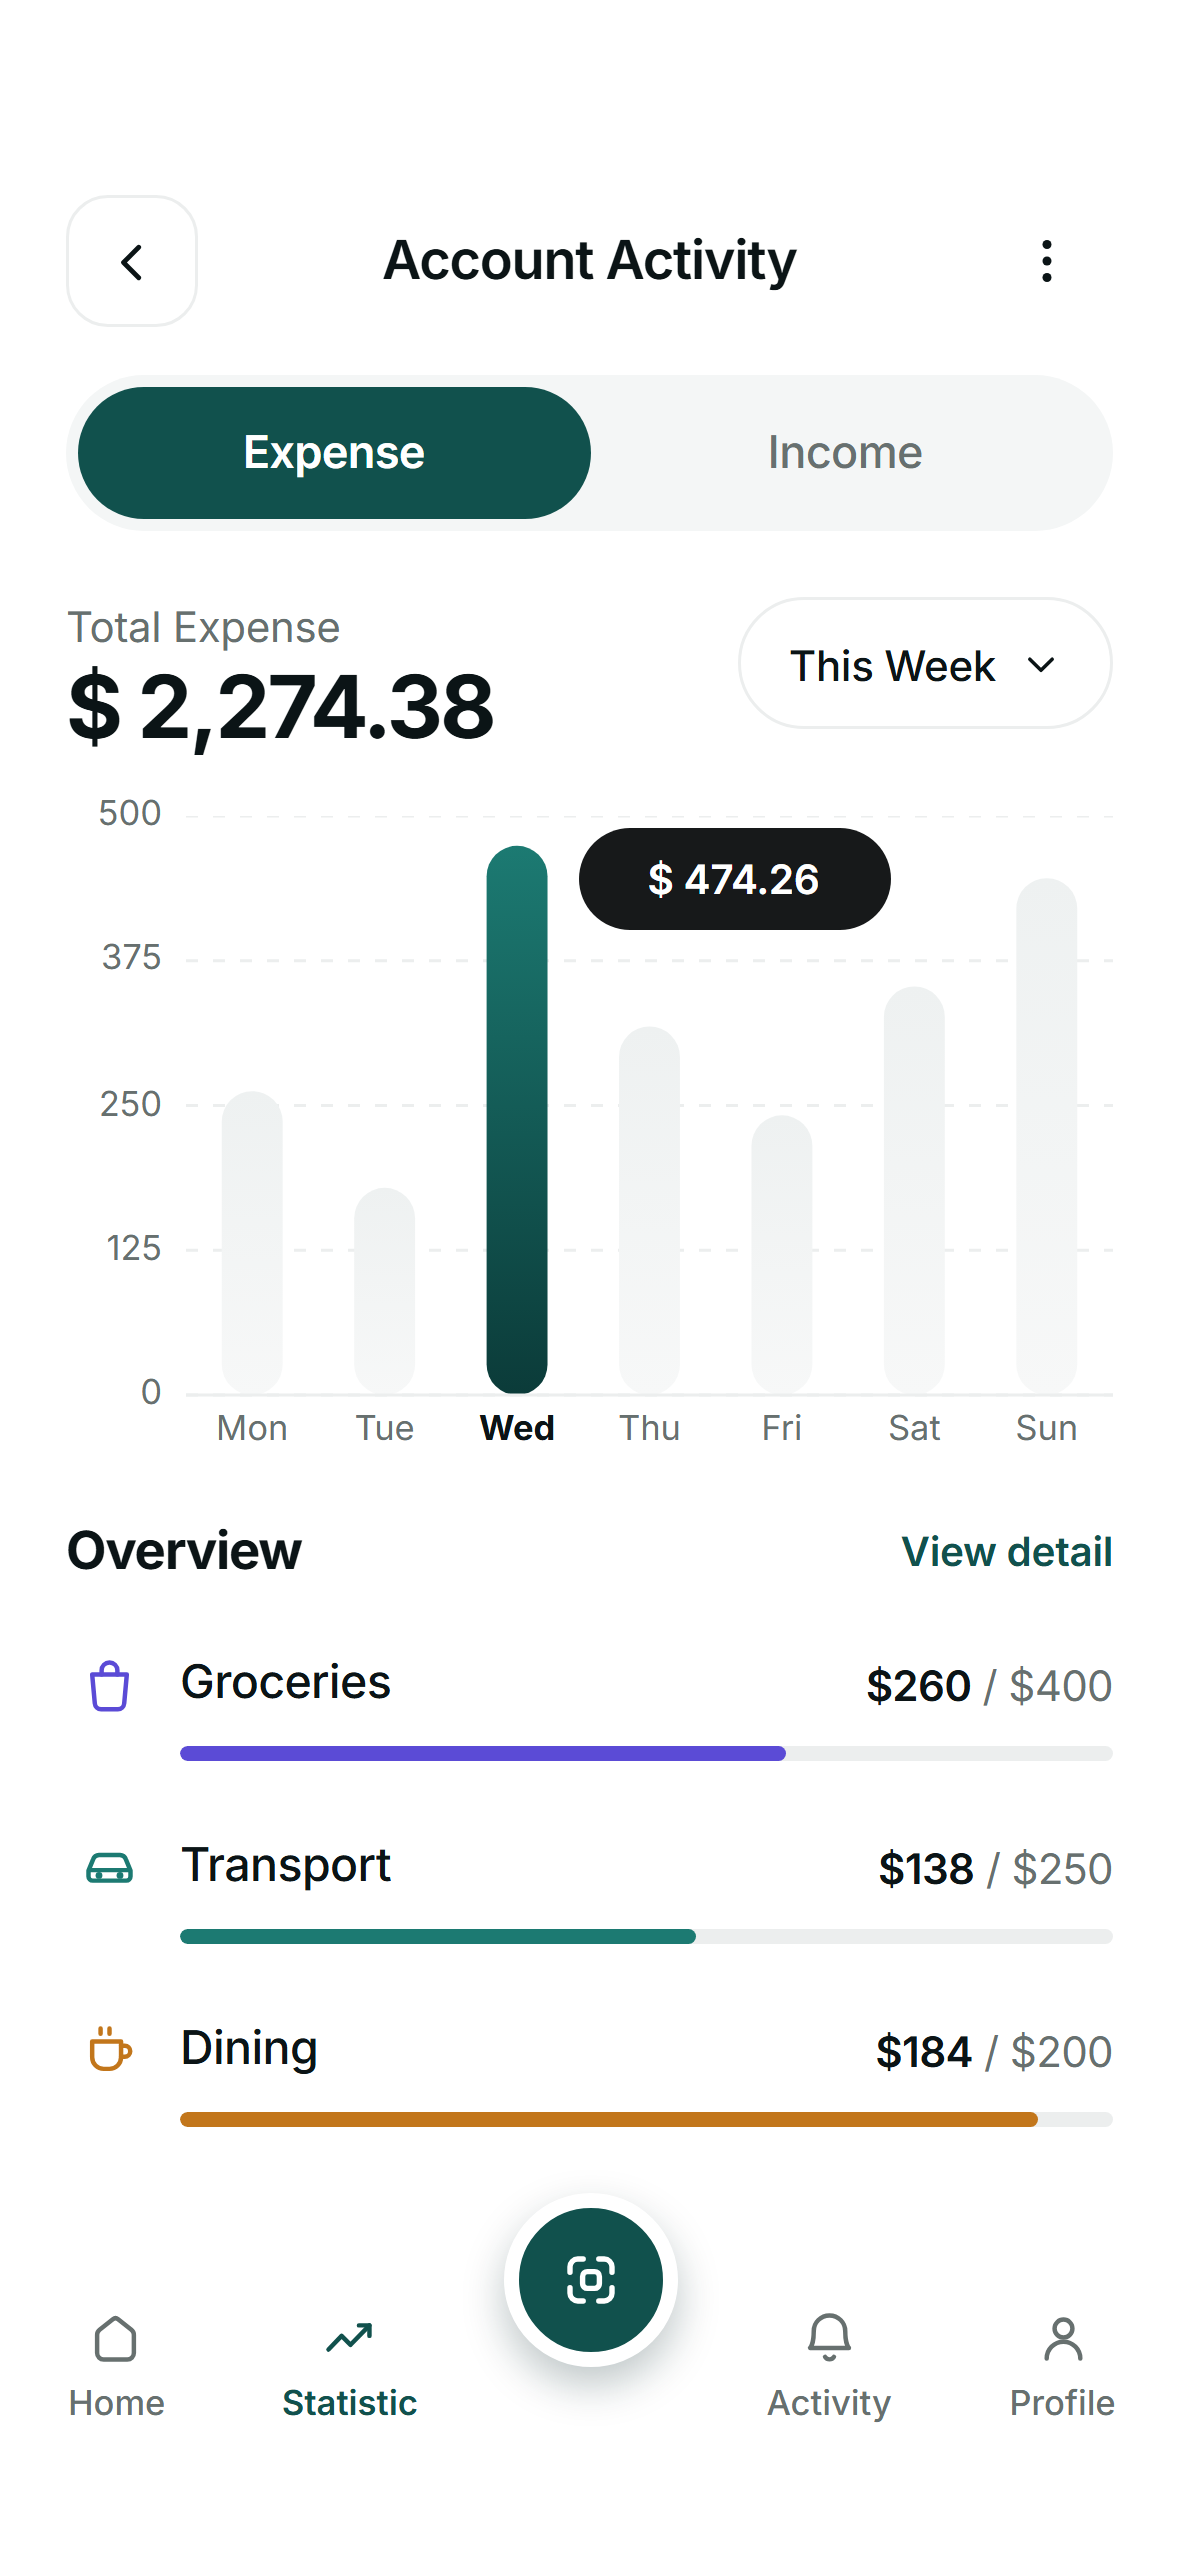 Account Activity
Expense
Income
Total Expense
$ 2,274.38
This Week
500
$ 474.26
375
250
125
0
Mon Tue Wed Thu Fri Sat Sun
Overview
View detail
Groceries
$260 / $400
Transport
$138 / $250
Dining
$184 / $200
Home
Statistic
Activity
Profile